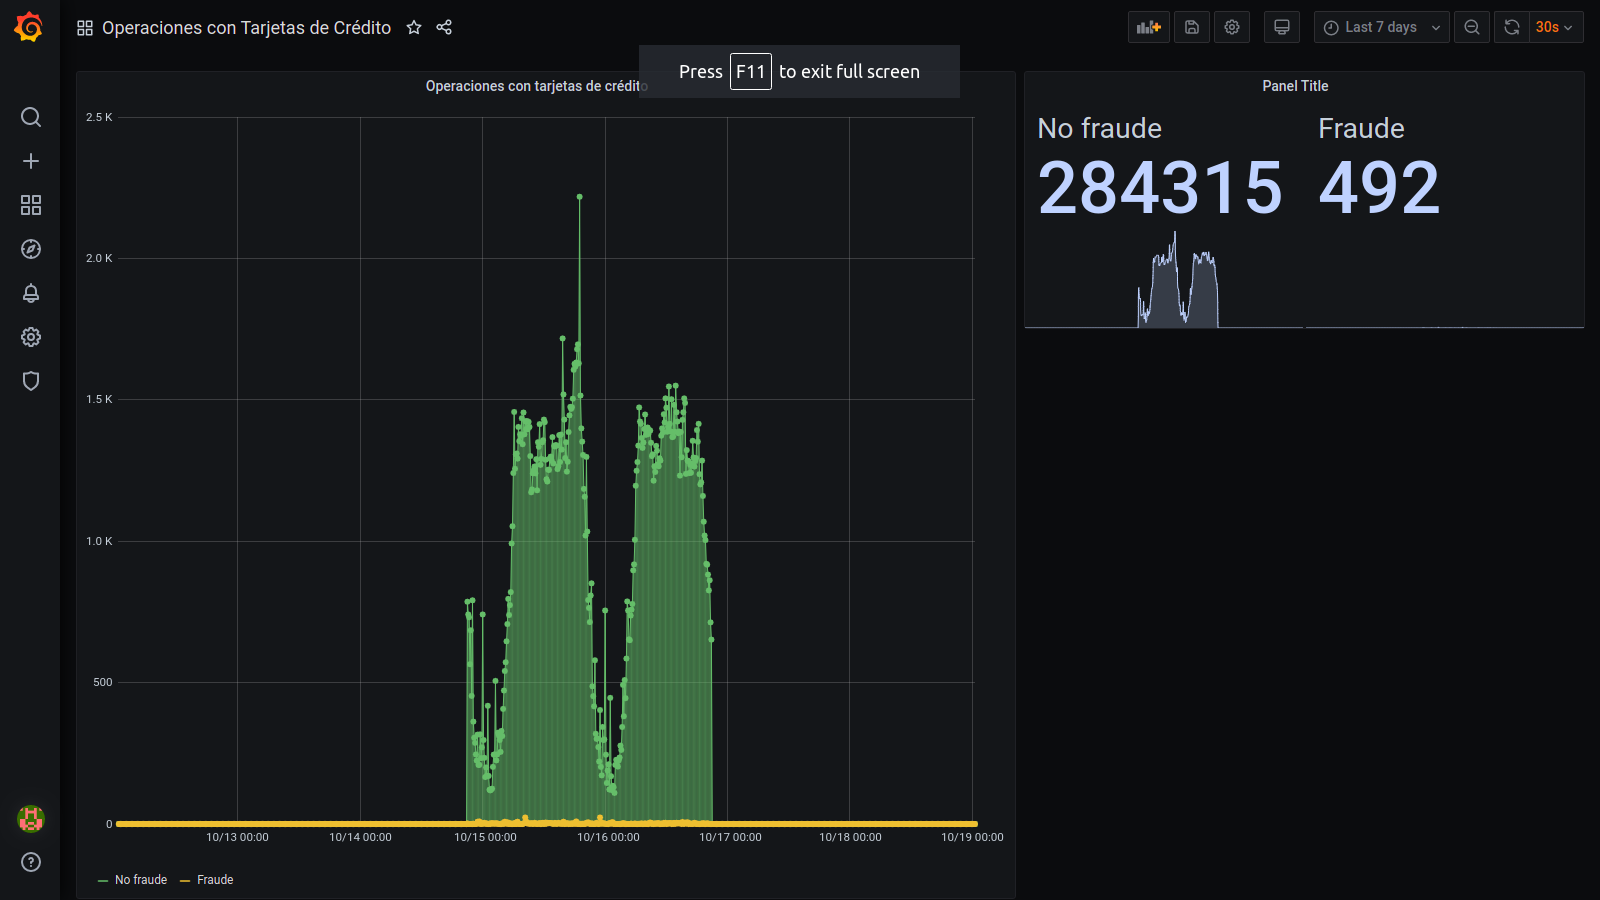 Operaciones con Tarjetas de Crédito
Last 7 days
30s
Press F11 to exit full screen
Operaciones con tarjetas de crédito
2.5 K
2.0 K
1.5 K
1.0 K
500
0
10/13 00:00
10/14 00:00
10/15 00:00
10/16 00:00
10/17 00:00
10/18 00:00
10/19 00:00
No fraude
Fraude
Panel Title
No fraude
284315
Fraude
492